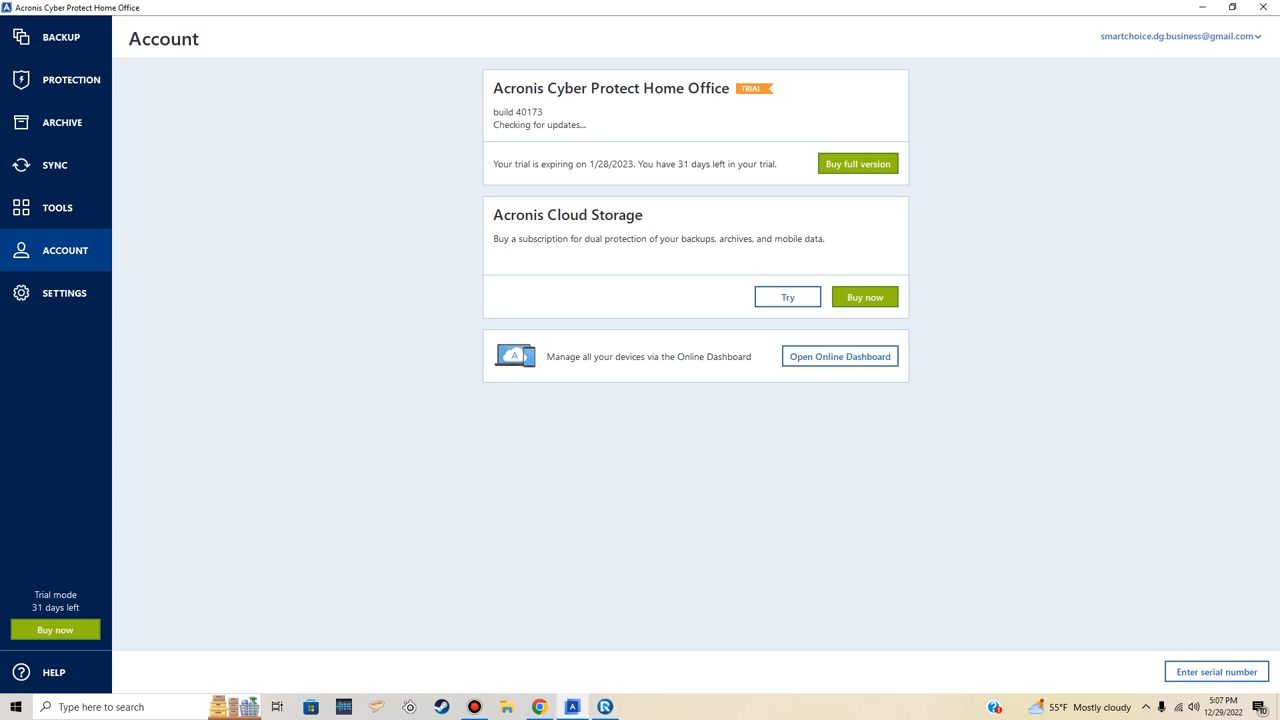 Acronis Cyber Protect Home Office
BACKUP
PROTECTION
ARCHIVE
SYNC
TOOLS
ACCOUNT
SETTINGS
Trial mode
31 days left
Buy now
HELP
Account
smartchoice.dg.business@gmail.com
Acronis Cyber Protect Home Office TRIAL
build 40173
Checking for updates...
Your trial is expiring on 1/28/2023. You have 31 days left in your trial. Buy full version
Acronis Cloud Storage
Buy a subscription for dual protection of your backups, archives, and mobile data.
Try Buy now
Manage all your devices via the Online Dashboard Open Online Dashboard
Enter serial number
Type here to search
55°F Mostly cloudy
5:07 PM
12/29/2022